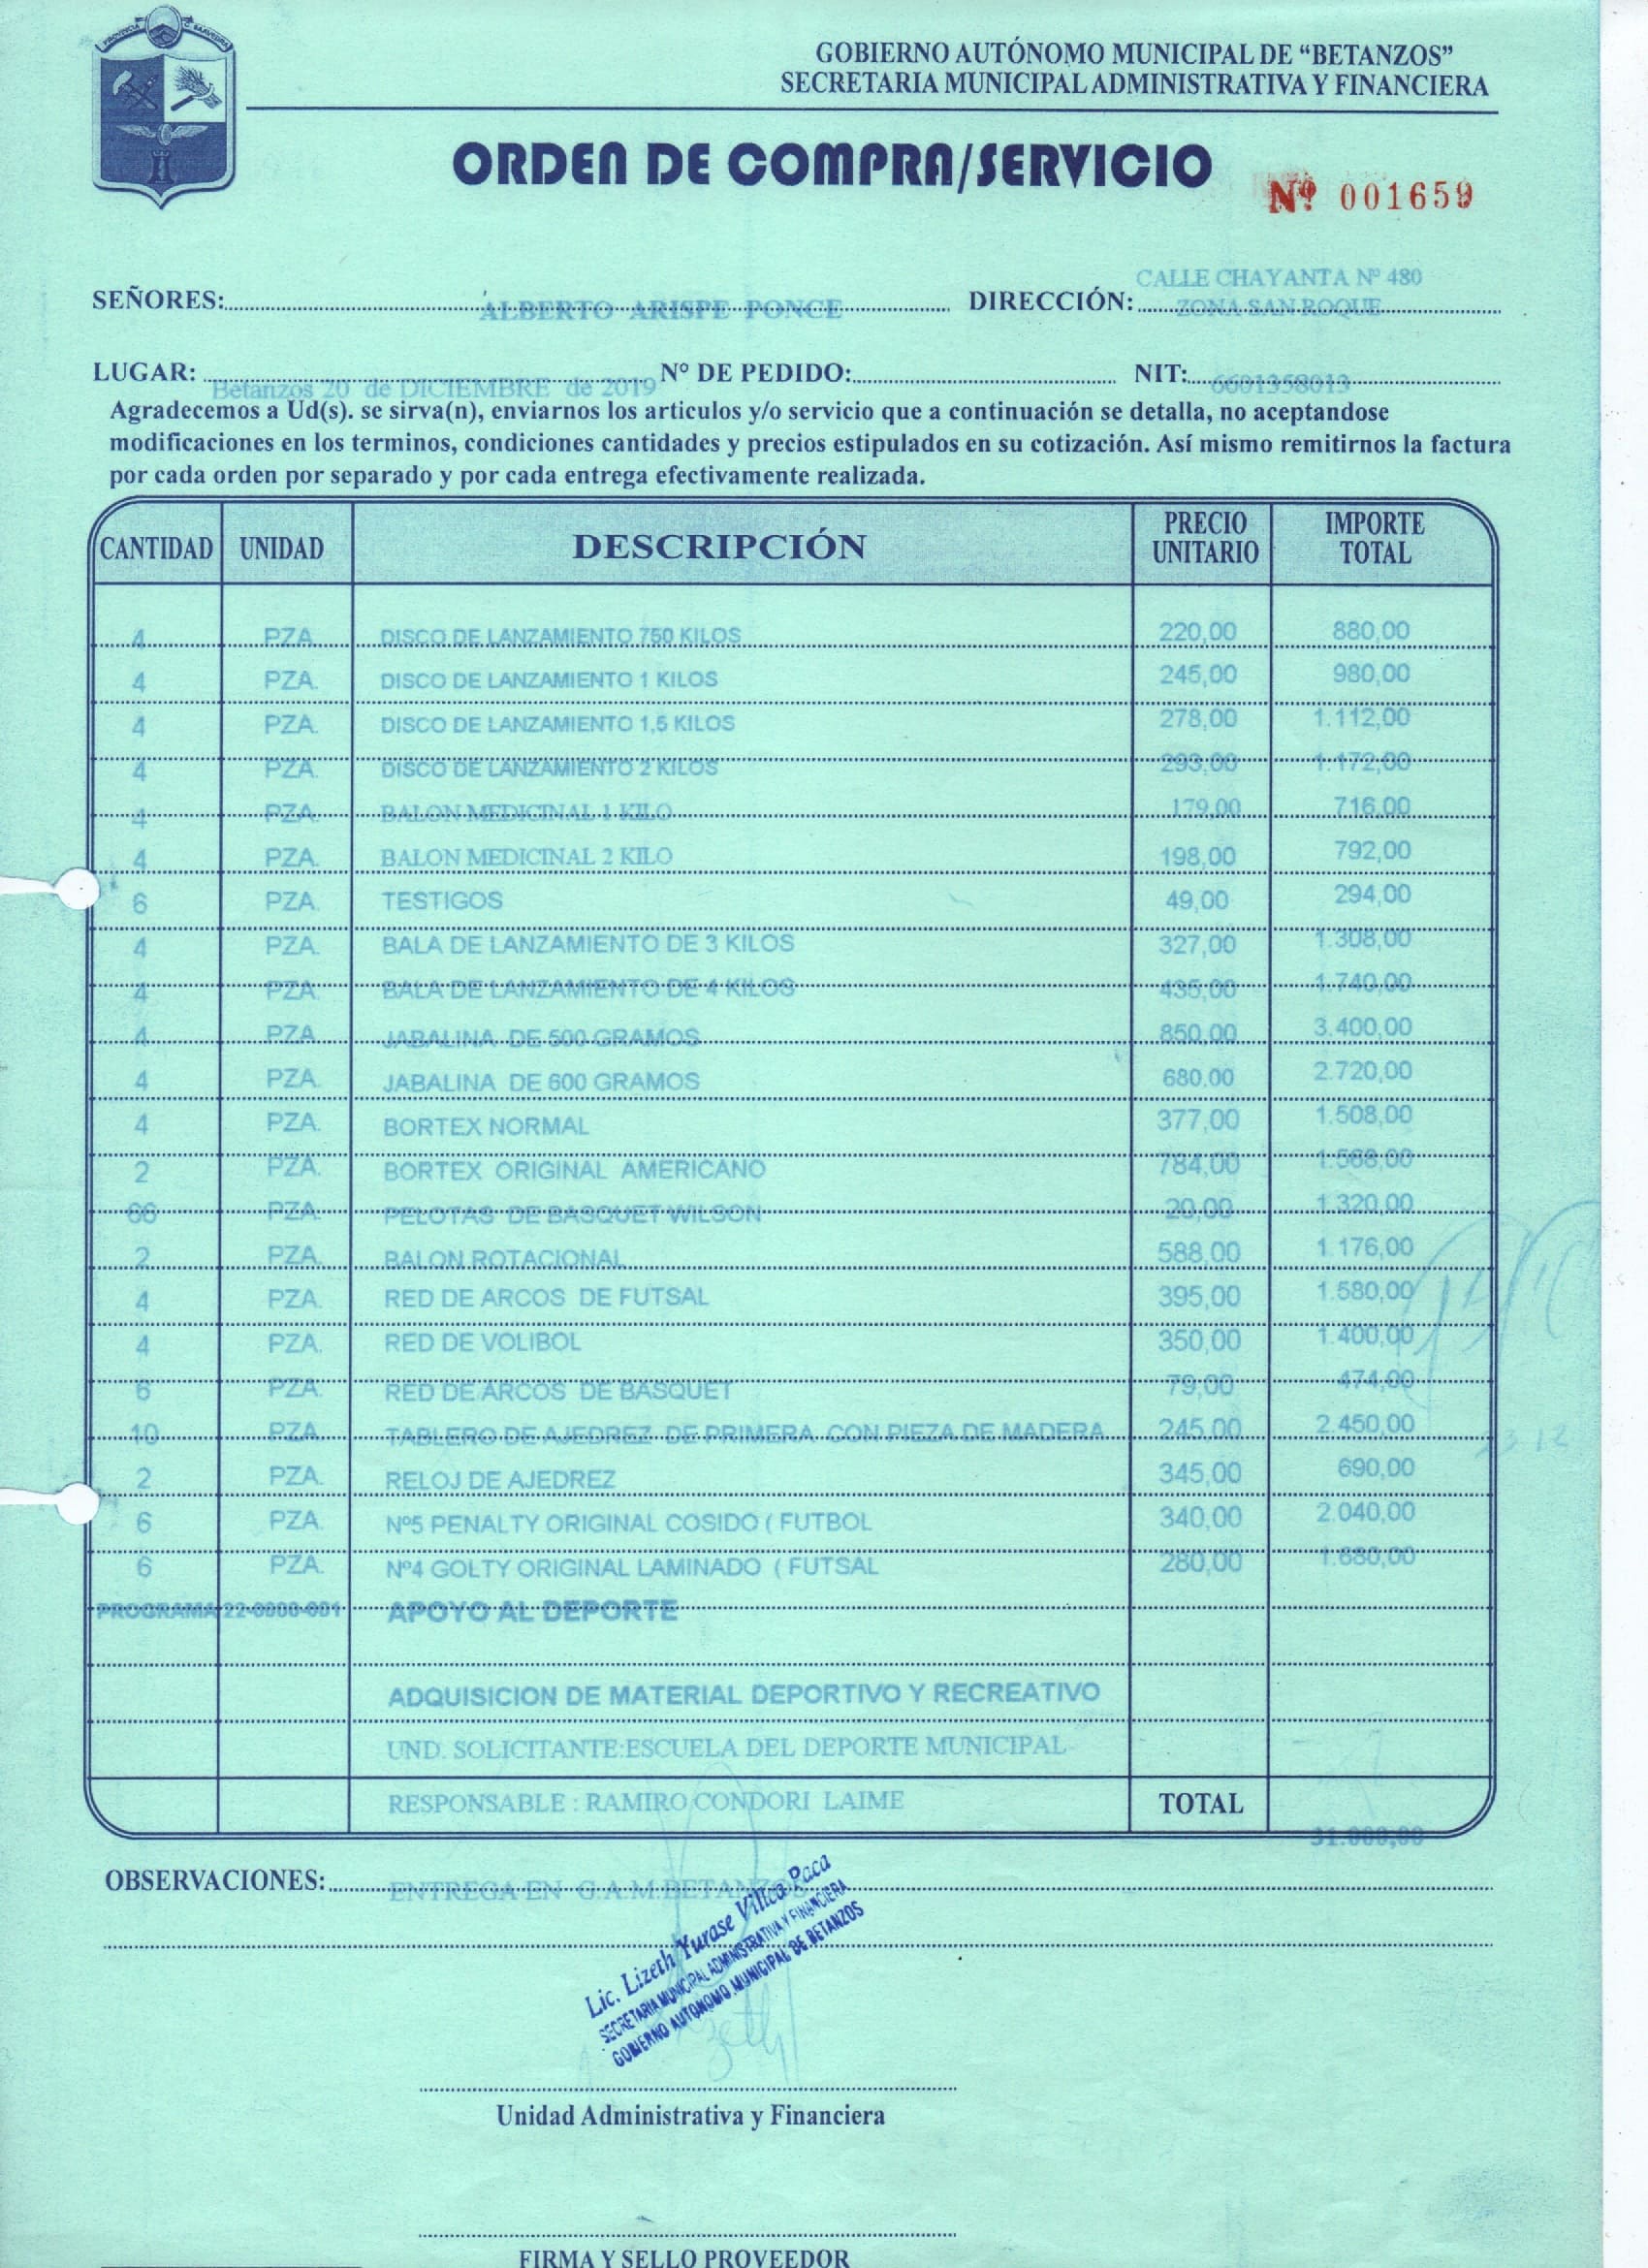 PROVINCIA C. SAAVEDRA
GOBIERNO AUTÓNOMO MUNICIPAL DE “BETANZOS”
SECRETARIA MUNICIPAL ADMINISTRATIVA Y FINANCIERA
ORDEN DE COMPRA/SERVICIO
Nº 001659
CALLE CHAYANTA Nº 480
SEÑORES: ALBERTO ARISPE PONCE DIRECCIÓN: ZONA SAN ROQUE
LUGAR: Betanzos 20 de DICIEMBRE de 2019 Nº DE PEDIDO: NIT: 6601358013
Agradecemos a Ud(s). se sirva(n), enviarnos los articulos y/o servicio que a continuación se detalla, no aceptandose
modificaciones en los terminos, condiciones cantidades y precios estipulados en su cotización. Así mismo remitirnos la factura
por cada orden por separado y por cada entrega efectivamente realizada.
CANTIDAD UNIDAD DESCRIPCIÓN PRECIO UNITARIO IMPORTE TOTAL
4 PZA. DISCO DE LANZAMIENTO 750 KILOS 220,00 880,00
4 PZA. DISCO DE LANZAMIENTO 1 KILOS 245,00 980,00
4 PZA. DISCO DE LANZAMIENTO 1,5 KILOS 278,00 1.112,00
4 PZA. DISCO DE LANZAMIENTO 2 KILOS 293,00 1.172,00
4 PZA. BALON MEDICINAL 1 KILO 179,00 716,00
4 PZA. BALON MEDICINAL 2 KILO 198,00 792,00
6 PZA. TESTIGOS 49,00 294,00
4 PZA. BALA DE LANZAMIENTO DE 3 KILOS 327,00 1.308,00
4 PZA. BALA DE LANZAMIENTO DE 4 KILOS 435,00 1.740,00
4 PZA. JABALINA DE 500 GRAMOS 850,00 3.400,00
4 PZA. JABALINA DE 600 GRAMOS 680.00 2.720,00
4 PZA. BORTEX NORMAL 377,00 1.508,00
2 PZA. BORTEX ORIGINAL AMERICANO 784,00 1.568,00
66 PZA. PELOTAS DE BASQUET WILSON 20,00 1.320,00
2 PZA. BALON ROTACIONAL 588,00 1.176,00
4 PZA. RED DE ARCOS DE FUTSAL 395,00 1.580,00
4 PZA. RED DE VOLIBOL 350,00 1.400,00
6 PZA. RED DE ARCOS DE BASQUET 79,00 474,00
10 PZA. TABLERO DE AJEDREZ DE PRIMERA CON PIEZA DE MADERA 245,00 2.450,00
2 PZA. RELOJ DE AJEDREZ 345,00 690,00
6 PZA. Nº5 PENALTY ORIGINAL COSIDO ( FUTBOL 340,00 2.040,00
6 PZA. Nº4 GOLTY ORIGINAL LAMINADO ( FUTSAL 280,00 1.680,00
PROGRAMA 22-0000-001 APOYO AL DEPORTE
ADQUISICION DE MATERIAL DEPORTIVO Y RECREATIVO
UND. SOLICITANTE:ESCUELA DEL DEPORTE MUNICIPAL
RESPONSABLE : RAMIRO CONDORI LAIME TOTAL
31.000,00
OBSERVACIONES: ENTREGA EN G.A.M.BETANZOS
Lic. Lizeth Yurase Villca Paca
SECRETARIA MUNICIPAL ADMINISTRATIVA Y FINANCIERA
GOBIERNO AUTONOMO MUNICIPAL DE BETANZOS
Unidad Administrativa y Financiera
FIRMA Y SELLO PROVEEDOR